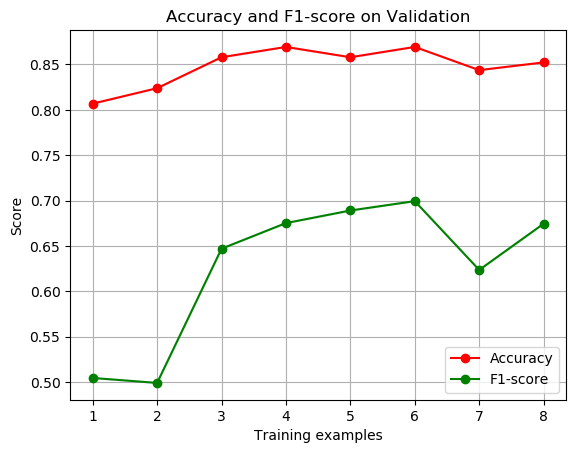 Accuracy and F1-score on Validation
0.85
0.80
0.75
0.70
0.65
0.60
0.55
0.50
Score
1 2 3 4 5 6 7 8
Training examples
Accuracy
F1-score